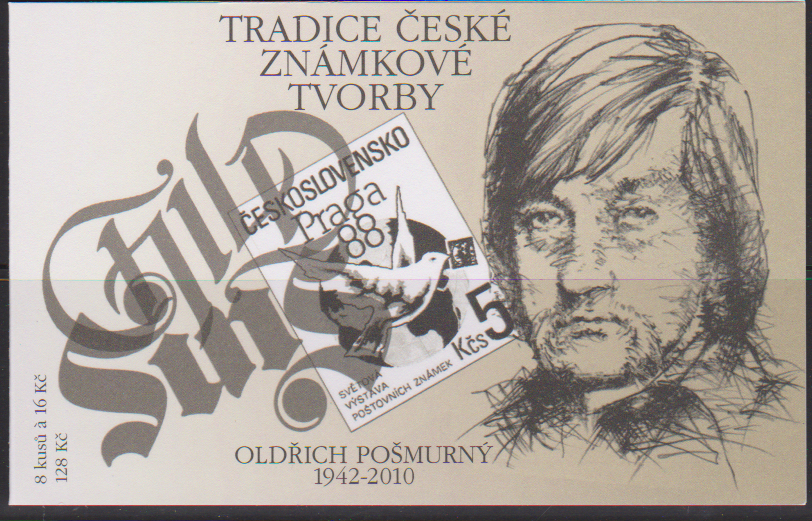 TRADICE ČESKÉ
ZNÁMKOVÉ
TVORBY
ČESKOSLOVENSKO
Praga
88
5
Kčs
SVĚTOVÁ
VÝSTAVA
POŠTOVNÍCH ZNÁMEK
8 kusů à 16 Kč
128 Kč
OLDŘICH POŠMURNÝ
1942-2010